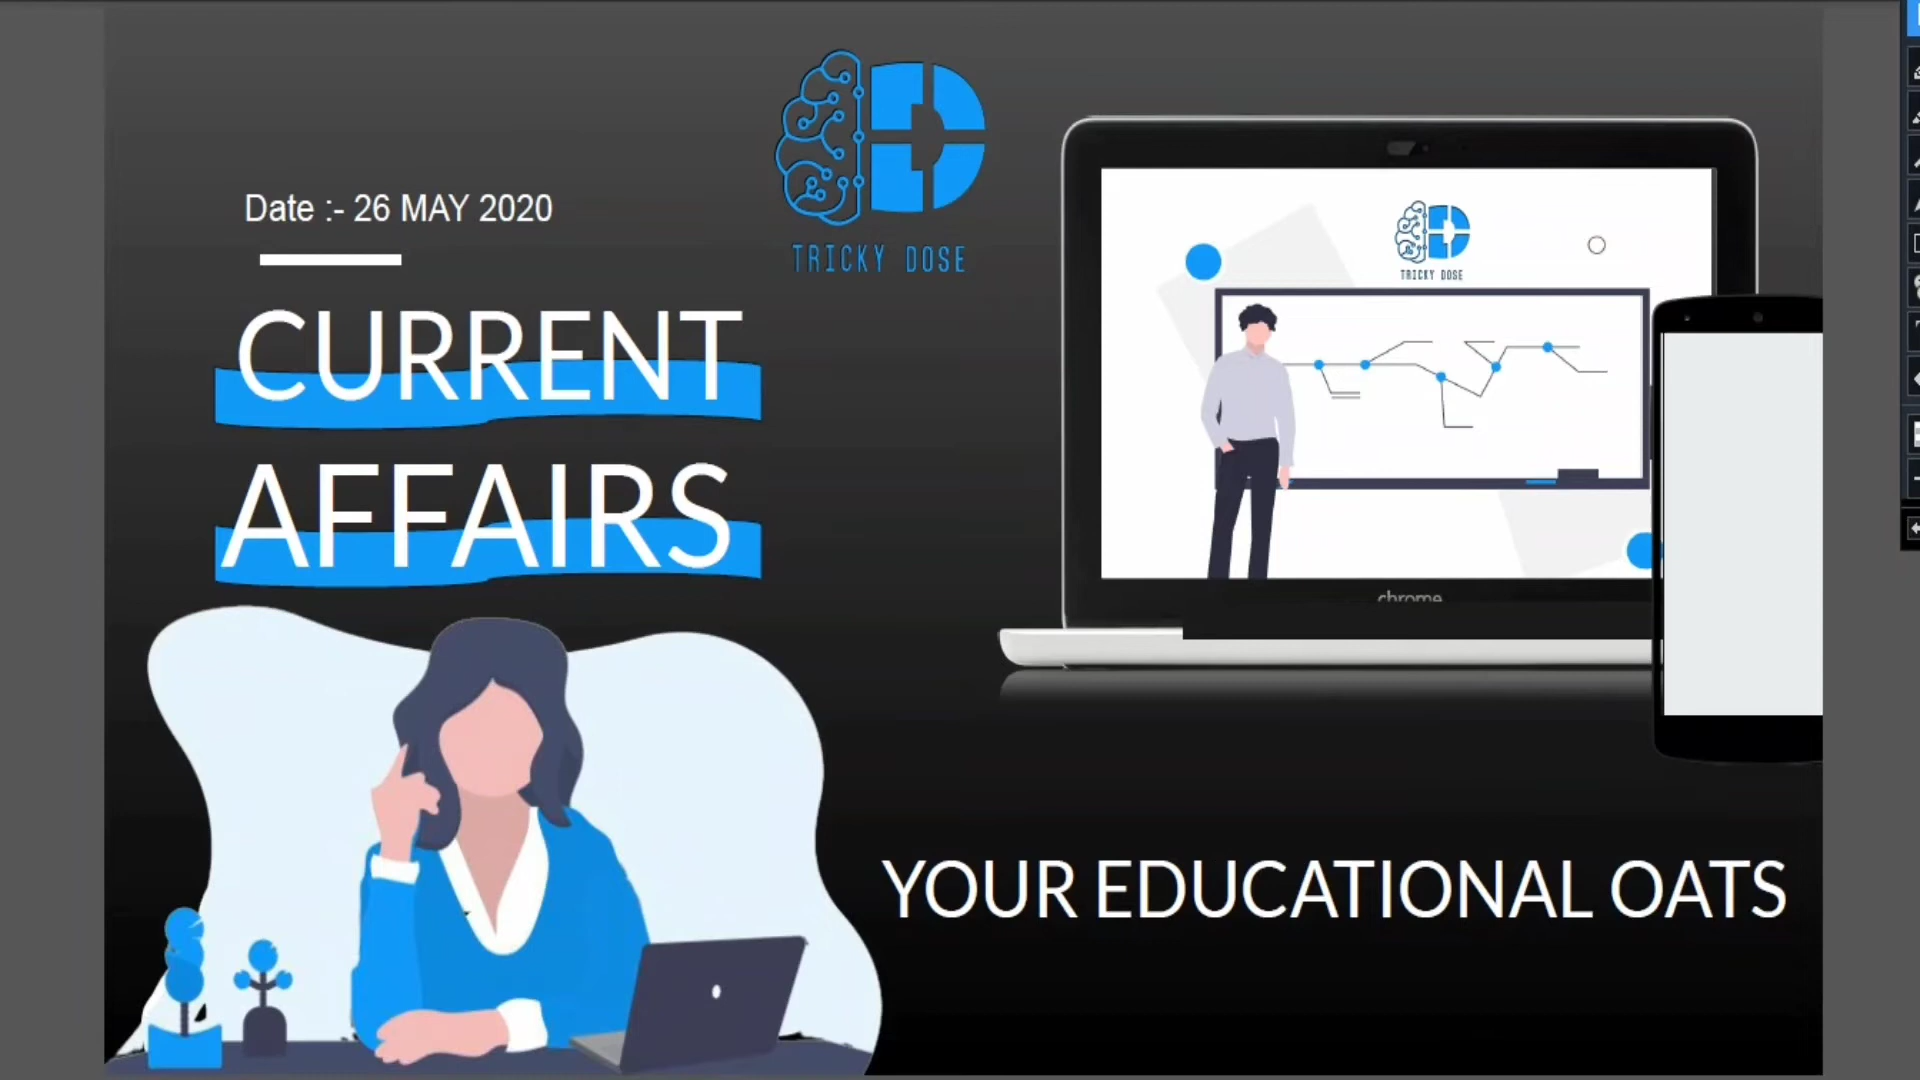 Date :- 26 MAY 2020
TRICKY DOSE
CURRENT
AFFAIRS
TRICKY DOSE
chrome
YOUR EDUCATIONAL OATS